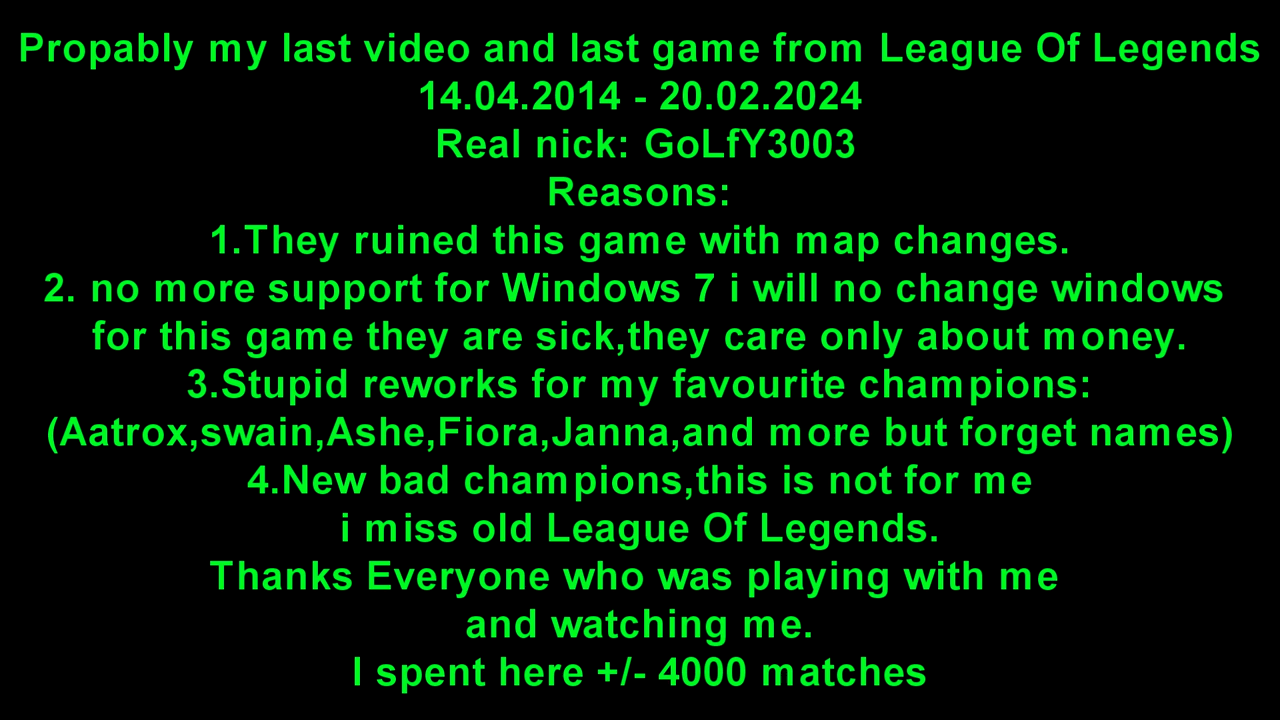 Propably my last video and last game from League Of Legends
14.04.2014 - 20.02.2024
Real nick: GoLfY3003
Reasons:
1.They ruined this game with map changes.
2. no more support for Windows 7 i will no change windows
for this game they are sick,they care only about money.
3.Stupid reworks for my favourite champions:
(Aatrox,swain,Ashe,Fiora,Janna,and more but forget names)
4.New bad champions,this is not for me
i miss old League Of Legends.
Thanks Everyone who was playing with me
and watching me.
I spent here +/- 4000 matches